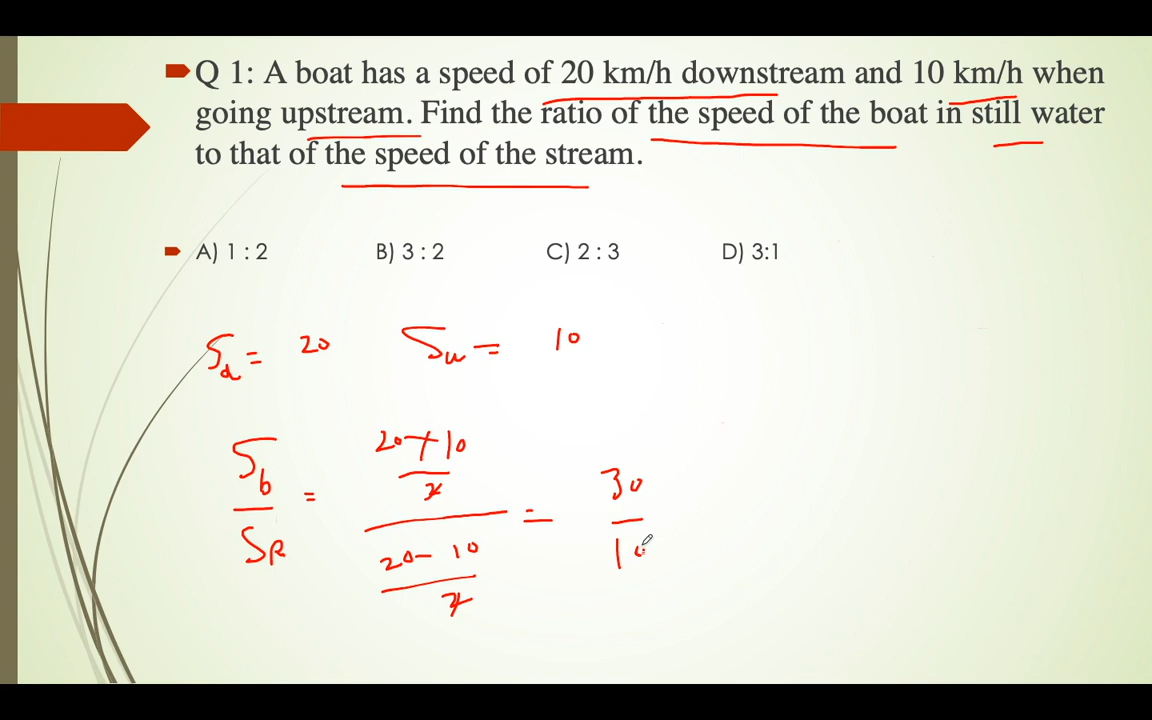 Q 1: A boat has a speed of 20 km/h downstream and 10 km/h when
going upstream. Find the ratio of the speed of the boat in still water
to that of the speed of the stream.
A) 1 : 2 B) 3 : 2 C) 2 : 3 D) 3:1
Sd = 20 Su = 10
20+10
2
Sb
30
=
=
SR
10
20- 10
2